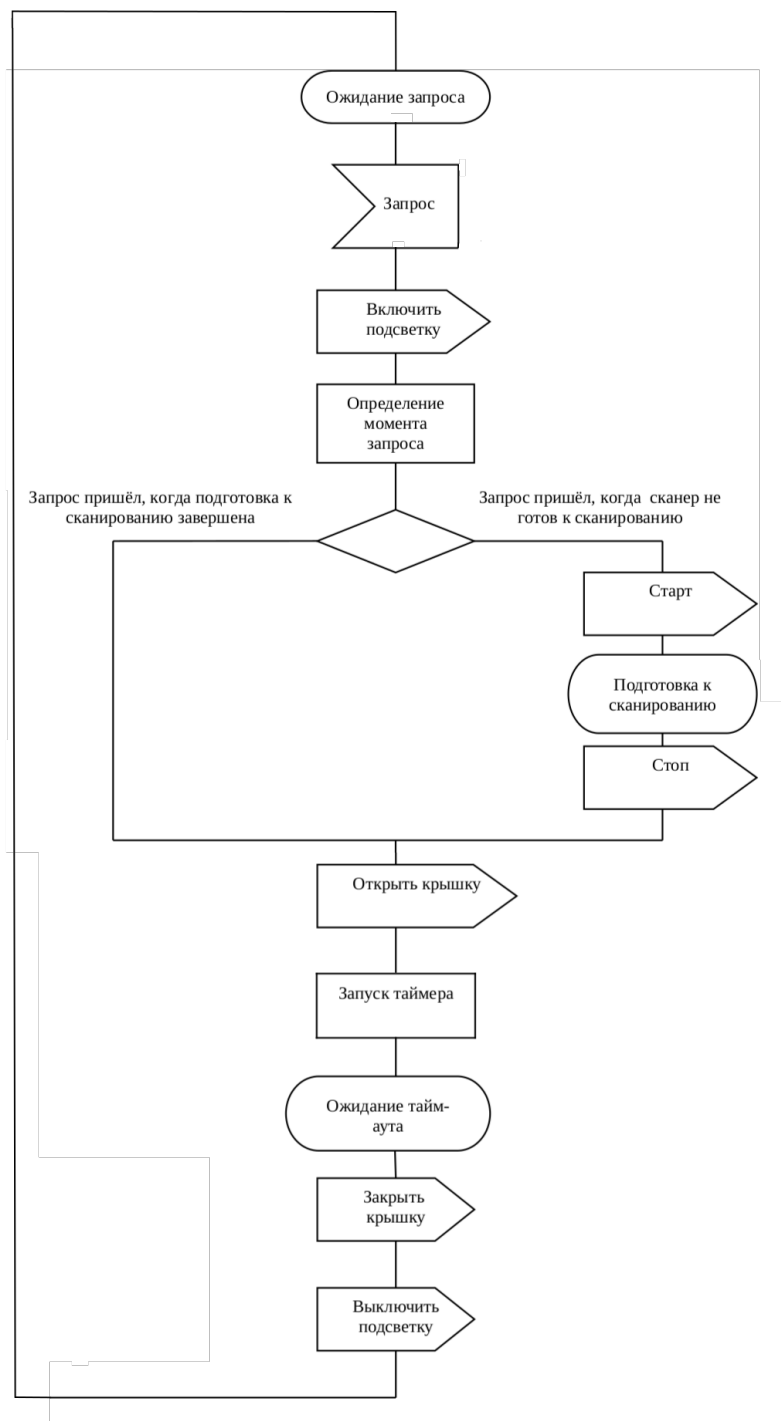 Ожидание запроса
Запрос
Включить
подсветку
Определение
момента
запроса
Запрос пришёл, когда подготовка к
сканированию завершена
Запрос пришёл, когда сканер не
готов к сканированию
Старт
Подготовка к
сканированию
Стоп
Открыть крышку
Запуск таймера
Ожидание тайм-
аута
Закрыть
крышку
Выключить
подсветку